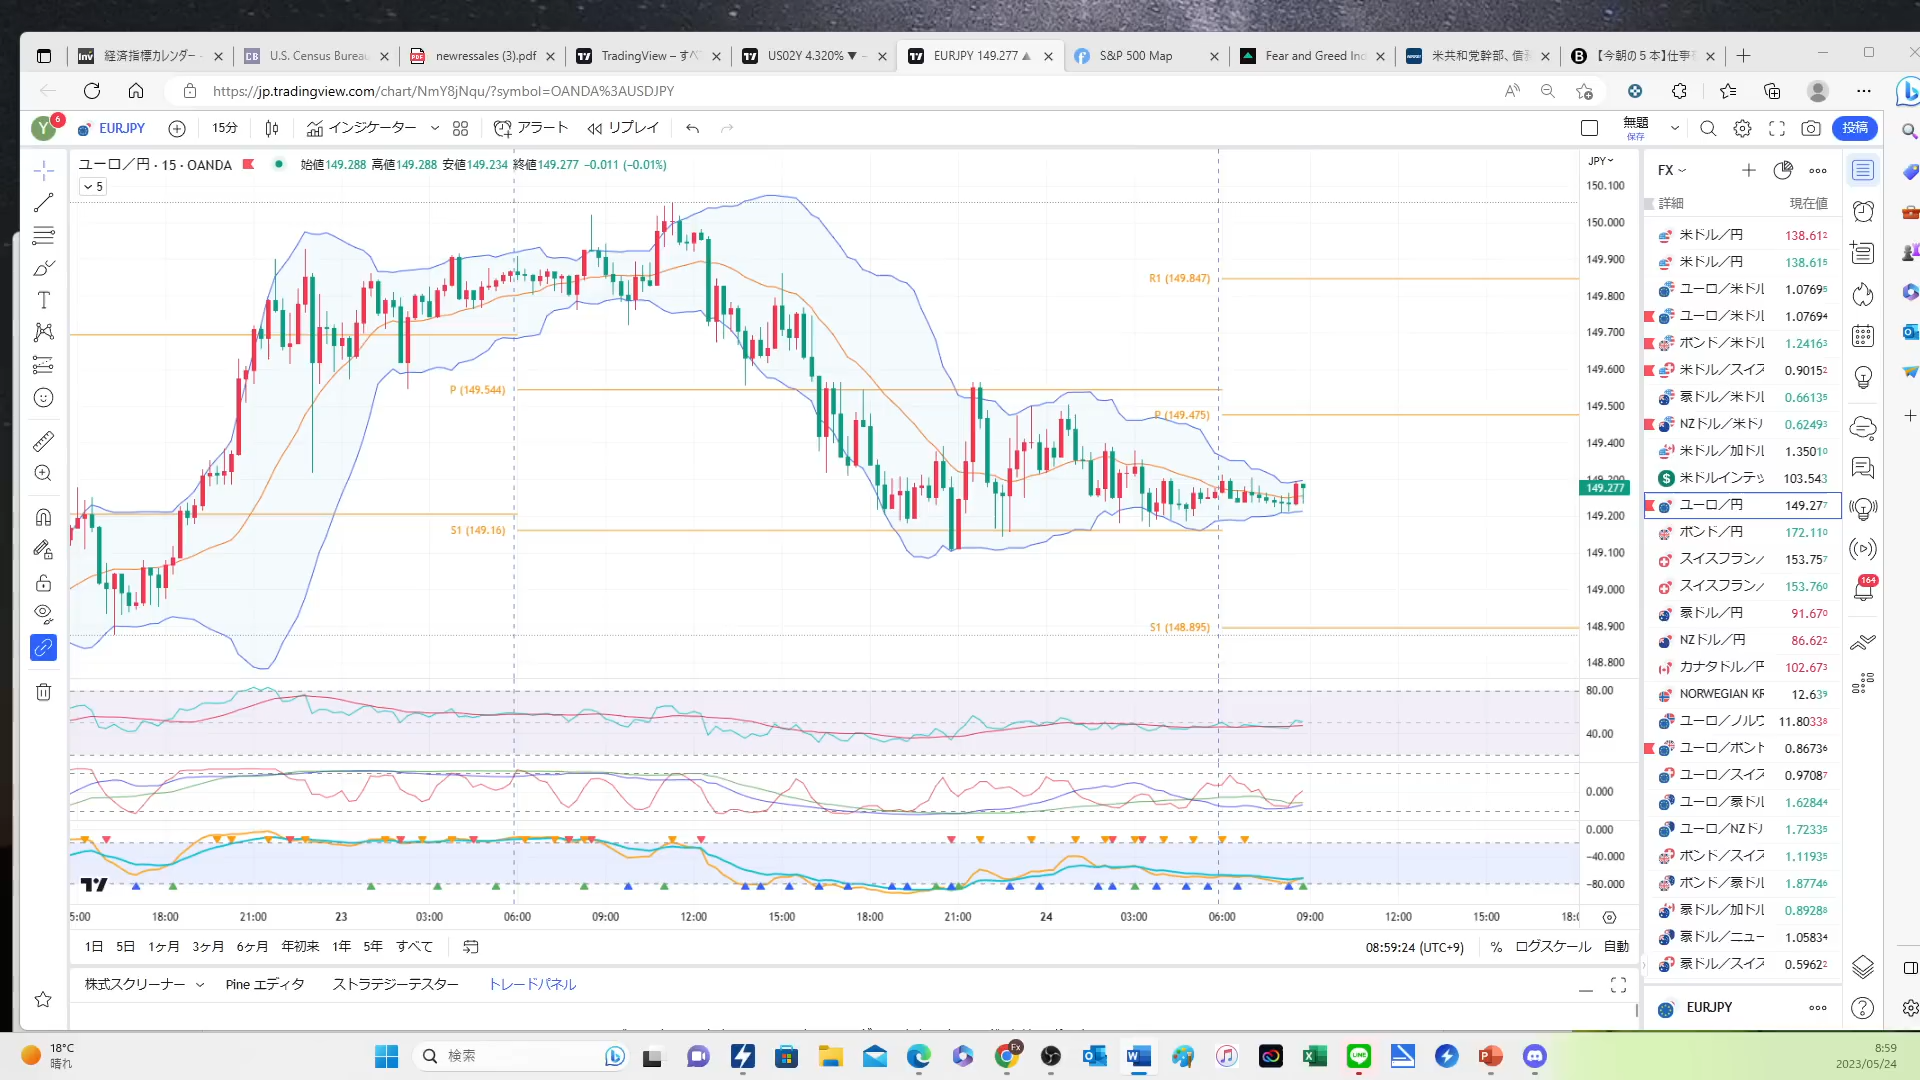 経済指標カレンダー -
U.S. Census Bureau
newressales (3).pdf
TradingView – すべ
US02Y 4.320% ▼ −
EURJPY 149.277 ▲
S&P 500 Map
Fear and Greed Ind
米共和党幹部、債務
【今朝の5本】仕事
https://jp.tradingview.com/chart/NmY8jNqu/?symbol=OANDA%3AUSDJPY
Y 6
EURJPY
15分
インジケーター
アラート
リプレイ
無題
保存
投稿
ユーロ/円 · 15 · OANDA
始値149.288 高値149.288 安値149.234 終値149.277 −0.011 (−0.01%)
5
JPY
150.100
150.000
149.900
149.800
149.700
149.600
149.500
149.400
149.277
149.200
149.100
149.000
148.900
148.800
R1 (149.847)
P (149.544)
P (149.475)
S1 (149.16)
S1 (148.895)
80.00
40.00
0.000
0.000
−40.000
−80.000
18:00
21:00
23
03:00
06:00
09:00
12:00
15:00
18:00
21:00
24
03:00
06:00
09:00
12:00
15:00
1日
5日
1ヶ月
3ヶ月
6ヶ月
年初来
1年
5年
すべて
08:59:24 (UTC+9)
%
ログスケール
自動
株式スクリーナー
Pine エディタ
ストラテジーテスター
トレードパネル
FX
詳細 現在値
米ドル/円 138.612
米ドル/円 138.615
ユーロ/米ドル 1.07695
ユーロ/米ドル 1.07694
ポンド/米ドル 1.24163
米ドル/スイス 0.90152
豪ドル/米ドル 0.66135
NZドル/米ドル 0.62493
米ドル/加ドル 1.35010
米ドルインデッ 103.543
ユーロ/円 149.277
ポンド/円 172.110
スイスフラン/ 153.757
スイスフラン/ 153.760
豪ドル/円 91.670
NZドル/円 86.622
カナダドル/円 102.673
NORWEGIAN KR 12.639
ユーロ/ノルウ 11.80338
ユーロ/ポンド 0.86736
ユーロ/スイス 0.97087
ユーロ/豪ドル 1.62844
ユーロ/NZドル 1.72335
ポンド/スイス 1.11935
ポンド/豪ドル 1.87746
豪ドル/加ドル 0.89288
豪ドル/ニュー 1.05834
豪ドル/スイス 0.59622
EURJPY
164
18°C
晴れ
検索
Fx
LINE
8:59
2023/05/24